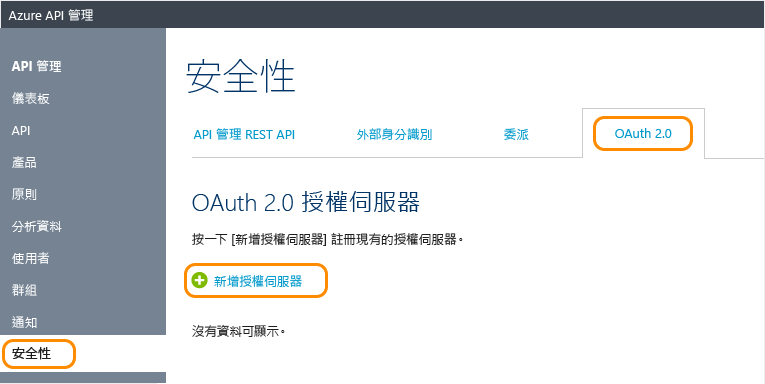 Azure API 管理
API 管理
儀表板
API
產品
原則
分析資料
使用者
群組
通知
安全性
安全性
API 管理 REST API
外部身分識別
委派
OAuth 2.0
OAuth 2.0 授權伺服器
按一下 [新增授權伺服器] 註冊現有的授權伺服器。
新增授權伺服器
沒有資料可顯示。